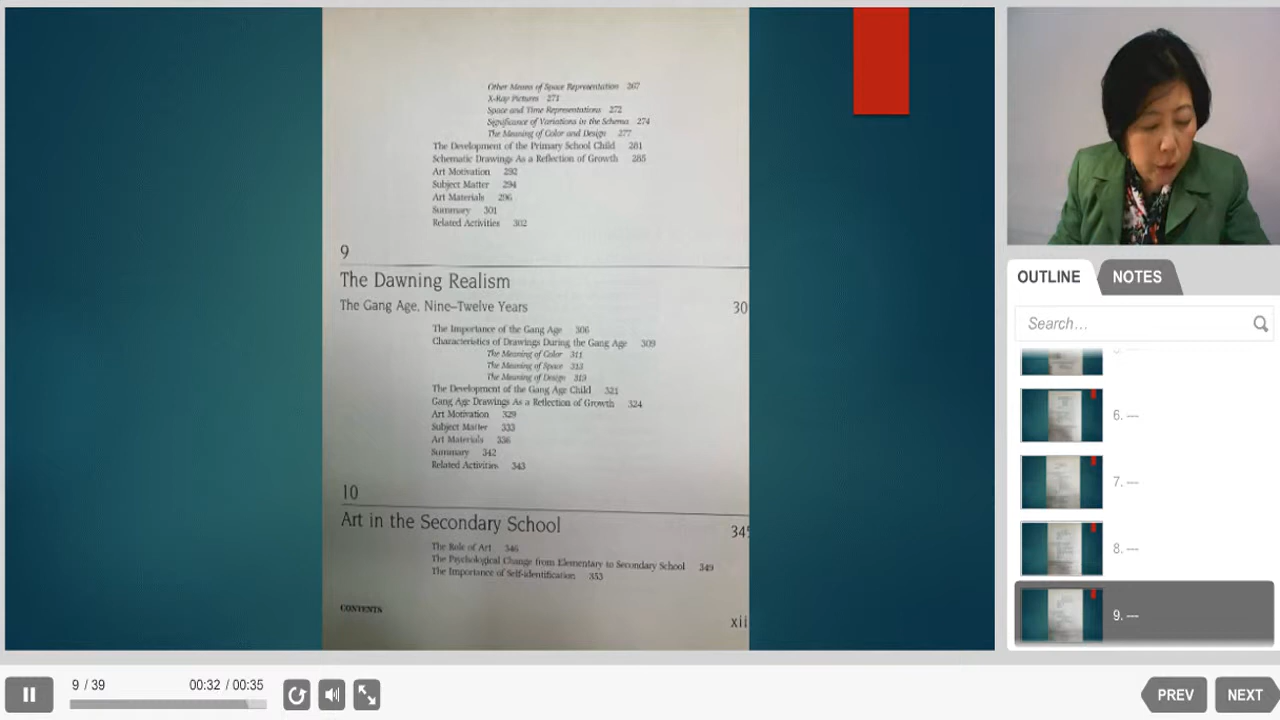 Other Means of Space Representation 267
X-Ray Pictures 271
Space and Time Representations 272
Significance of Variations in the Schema 274
The Meaning of Color and Design 277
The Development of the Primary School Child 281
Schematic Drawings As a Reflection of Growth 285
Art Motivation 292
Subject Matter 294
Art Materials 296
Summary 301
Related Activities 302
9
The Dawning Realism
The Gang Age, Nine–Twelve Years 30
The Importance of the Gang Age 306
Characteristics of Drawings During the Gang Age 309
The Meaning of Color 311
The Meaning of Space 313
The Meaning of Design 319
The Development of the Gang Age Child 321
Gang Age Drawings As a Reflection of Growth 324
Art Motivation 329
Subject Matter 333
Art Materials 336
Summary 342
Related Activities 343
10
Art in the Secondary School 345
The Role of Art 346
The Psychological Change from Elementary to Secondary School 349
The Importance of Self-identification 353
CONTENTS
xii
OUTLINE
NOTES
Search...
6. ---
7. ---
8. ---
9. ---
9 / 39
00:32 / 00:35
PREV
NEXT